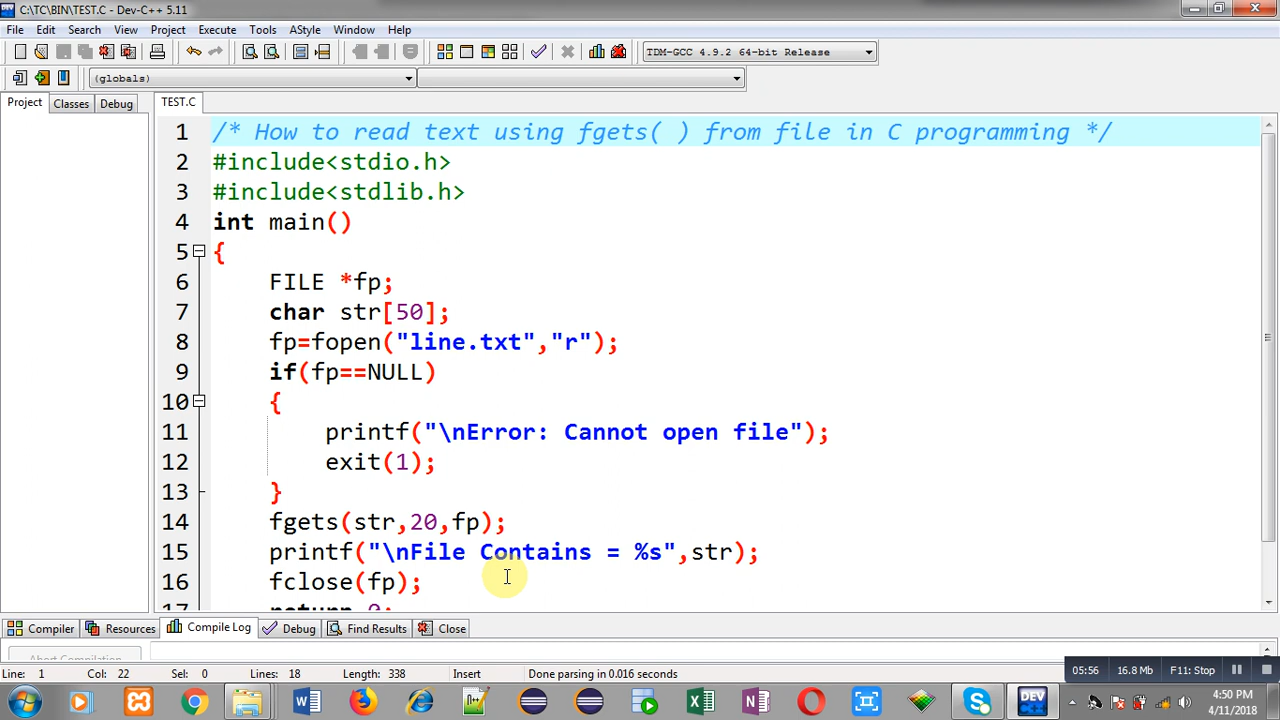 C:\TC\BIN\TEST.C - Dev-C++ 5.11
File Edit Search View Project Execute Tools AStyle Window Help
TDM-GCC 4.9.2 64-bit Release
(globals)
Project Classes Debug TEST.C
1 /* How to read text using fgets( ) from file in C programming */
2 #include<stdio.h>
3 #include<stdlib.h>
4 int main()
5 {
6 FILE *fp;
7 char str[50];
8 fp=fopen("line.txt","r");
9 if(fp==NULL)
10 {
11 printf("\nError: Cannot open file");
12 exit(1);
13 }
14 fgets(str,20,fp);
15 printf("\nFile Contains = %s",str);
16 fclose(fp);
17 return 0;
Compiler Resources Compile Log Debug Find Results Close
Abort Compilation
Line: 1 Col: 22 Sel: 0 Lines: 18 Length: 338 Insert Done parsing in 0.016 seconds
05:56 16.8 Mb F11: Stop
4:50 PM
4/11/2018